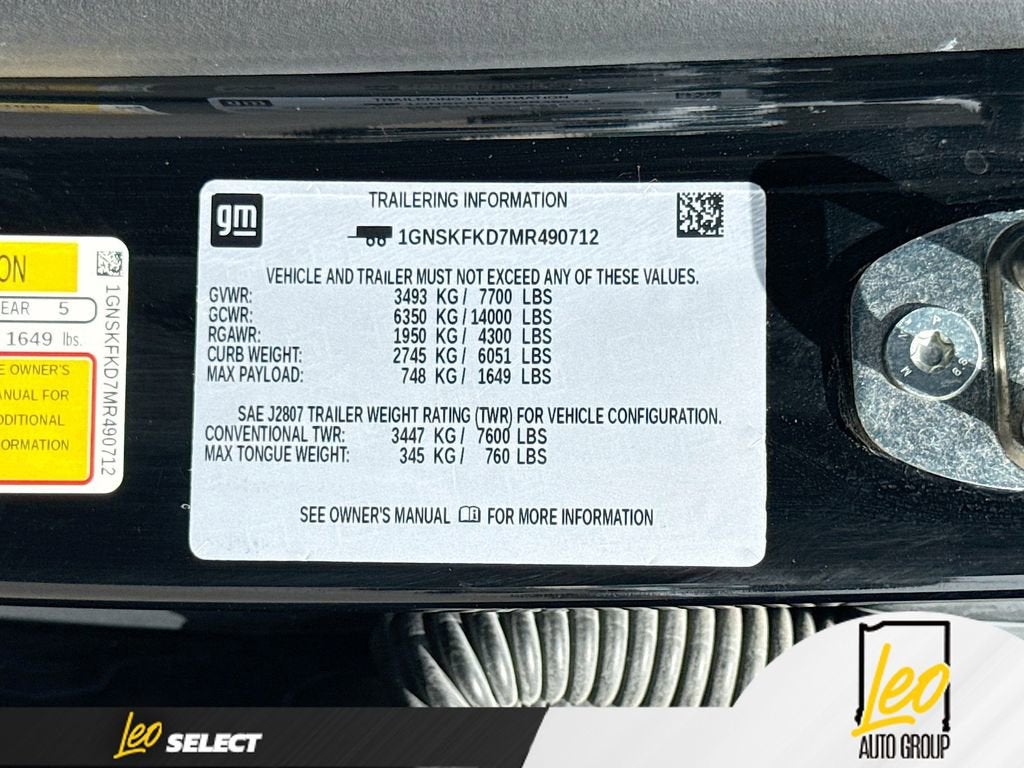 TRAILERING INFORMATION
gm
TRAILERING INFORMATION
1GNSKFKD7MR490712
VEHICLE AND TRAILER MUST NOT EXCEED ANY OF THESE VALUES.
GVWR: 3493 KG / 7700 LBS
GCWR: 6350 KG / 14000 LBS
RGAWR: 1950 KG / 4300 LBS
CURB WEIGHT: 2745 KG / 6051 LBS
MAX PAYLOAD: 748 KG / 1649 LBS
SAE J2807 TRAILER WEIGHT RATING (TWR) FOR VEHICLE CONFIGURATION.
CONVENTIONAL TWR: 3447 KG / 7600 LBS
MAX TONGUE WEIGHT: 345 KG / 760 LBS
SEE OWNER'S MANUAL FOR MORE INFORMATION
ON
EAR 5
1649 lbs.
E OWNER'S
ANUAL FOR
DDITIONAL
ORMATION
1GNSKFKD7MR490712
Leo SELECT
Leo
AUTO GROUP